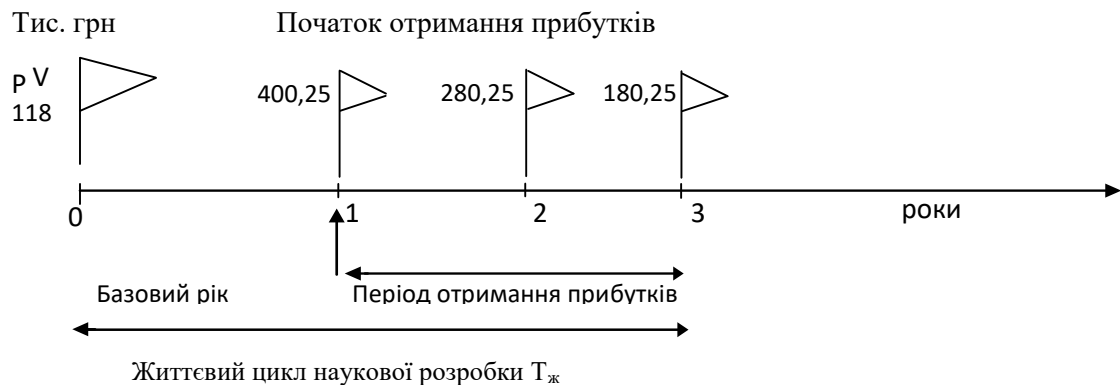 Тис. грн Початок отримання прибутків
P V
118
400,25 280,25 180,25
0 1 2 3 роки
Базовий рік Період отримання прибутків
Життєвий цикл наукової розробки Тж